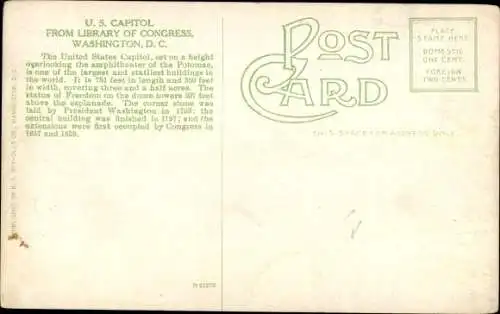 U. S. CAPITOL
FROM LIBRARY OF CONGRESS,
WASHINGTON, D. C.
The United States Capitol, set on a height
overlooking the amphitheater of the Potomac,
is one of the largest and stateliest buildings in
the world. It is 751 feet in length and 350 feet
in width, covering three and a half acres. The
statue of Freedom on the dome towers 307 feet
above the esplanade. The corner stone was
laid by President Washington in 1793; the
central building was finished in 1827; and the
extensions were first occupied by Congress in
1857 and 1859.
POST
CARD
PLACE
STAMP HERE
DOMESTIC
ONE CENT.
FOREIGN
TWO CENTS
THIS SPACE FOR ADDRESS ONLY